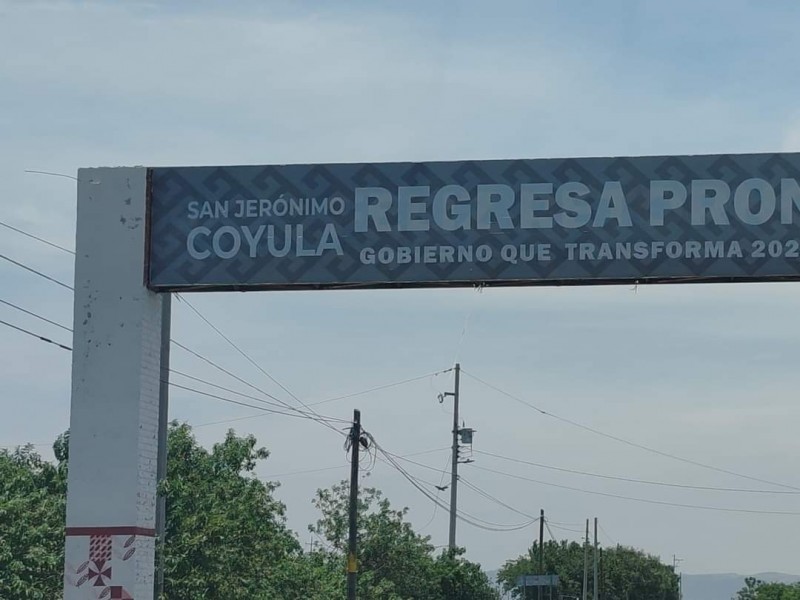 SAN JERÓNIMO
COYULA
REGRESA PRON
GOBIERNO QUE TRANSFORMA 202